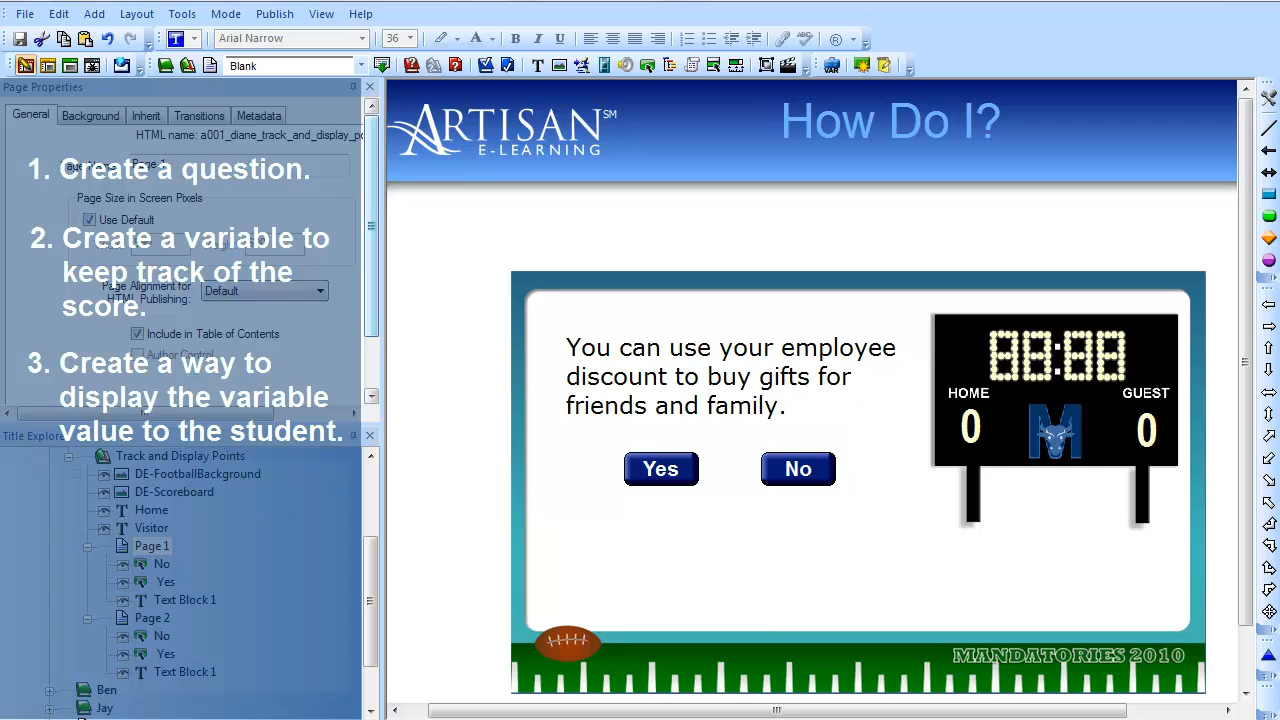 File Edit Add Layout Tools Mode Publish View Help
Arial Narrow 36
Blank
Page Properties
General Background Inherit Transitions Metadata
HTML name: a001_diane_track_and_display_po
Page 1
1. Create a question.
Page Size in Screen Pixels
Use Default
2. Create a variable to
keep track of the
score.
Page Alignment for
HTML Publishing:
Default
Include in Table of Contents
Author Control
3. Create a way to
display the variable
value to the student.
Title Explorer
Track and Display Points
DE-FootballBackground
DE-Scoreboard
Home
Visitor
Page 1
No
Yes
Text Block 1
Page 2
No
Yes
Text Block 1
Ben
Jay
ARTISAN SM
E-LEARNING
How Do I?
You can use your employee
discount to buy gifts for
friends and family.
Yes No
88:88
HOME GUEST
0 M 0
MANDATORIES 2010